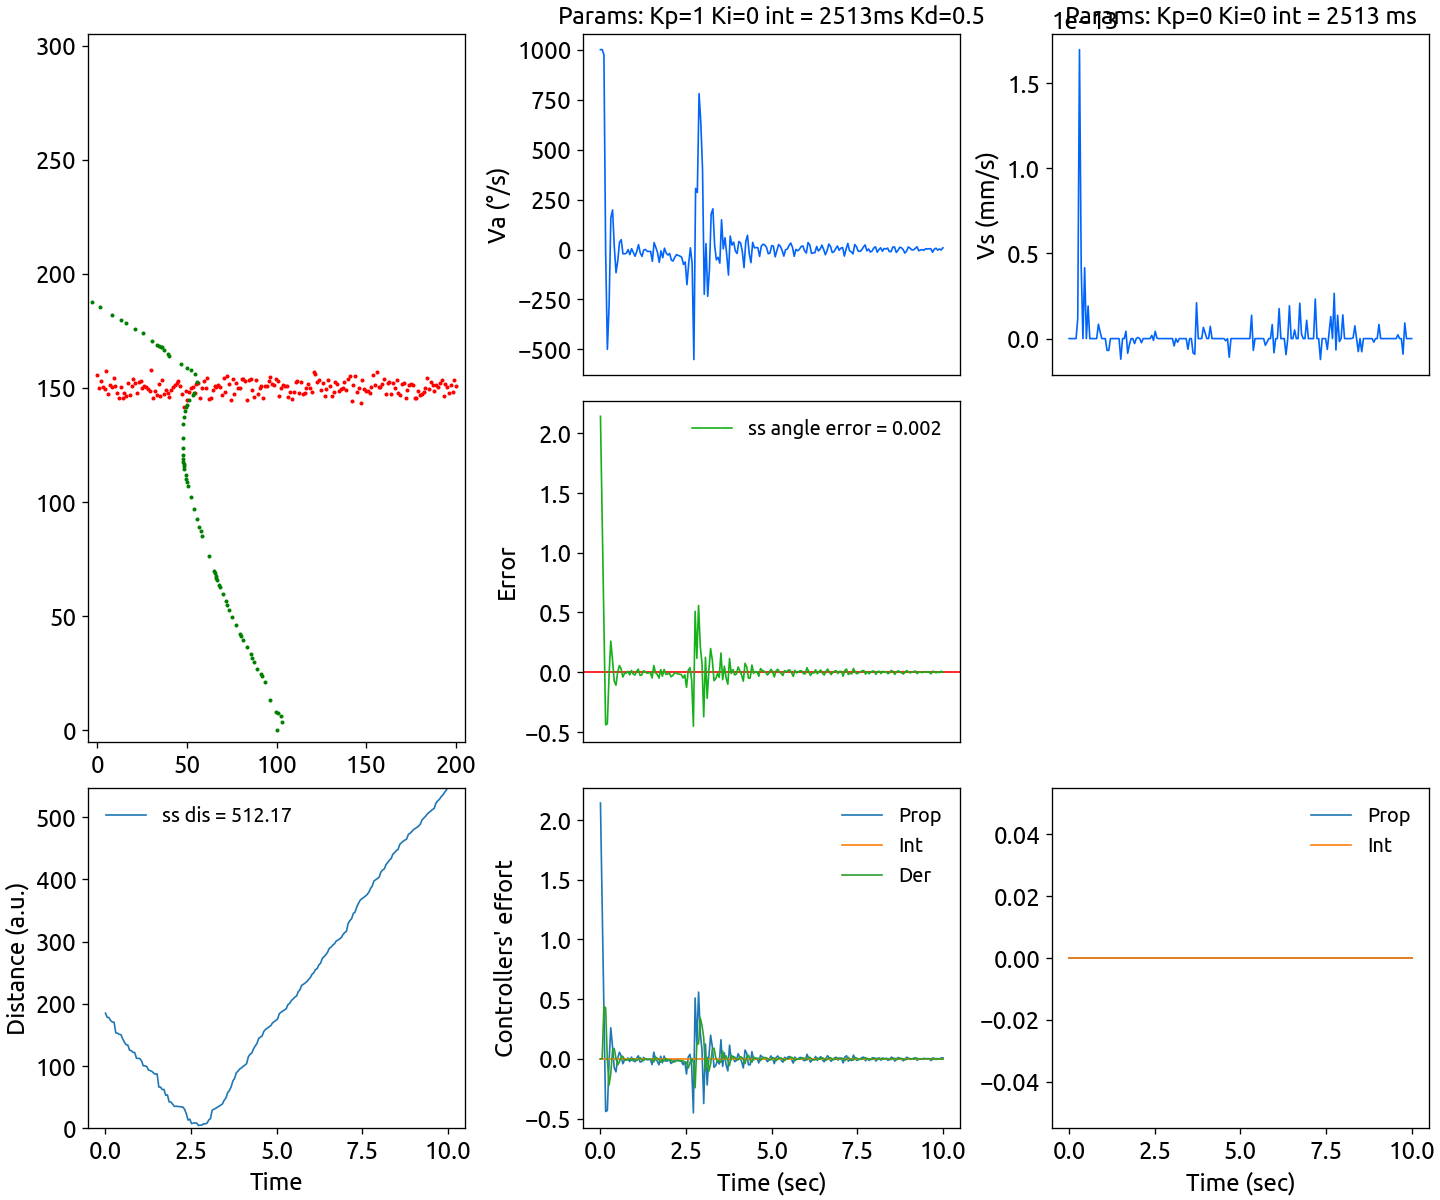 Params: Kp=1 Ki=0 int = 2513ms Kd=0.5
Params: Kp=0 Ki=0 int = 2513 ms
1e−13
300
250
200
150
100
50
0
0 50 100 150 200
1000
750
500
250
0
−250
−500
Va (°/s)
1.5
1.0
0.5
0.0
Vs (mm/s)
ss angle error = 0.002
2.0
1.5
1.0
0.5
0.0
−0.5
Error
ss dis = 512.17
500
400
300
200
100
0
Distance (a.u.)
0.0 2.5 5.0 7.5 10.0
Time
Prop
Int
Der
2.0
1.5
1.0
0.5
0.0
−0.5
Controllers' effort
0.0 2.5 5.0 7.5 10.0
Time (sec)
Prop
Int
0.04
0.02
0.00
−0.02
−0.04
0.0 2.5 5.0 7.5 10.0
Time (sec)